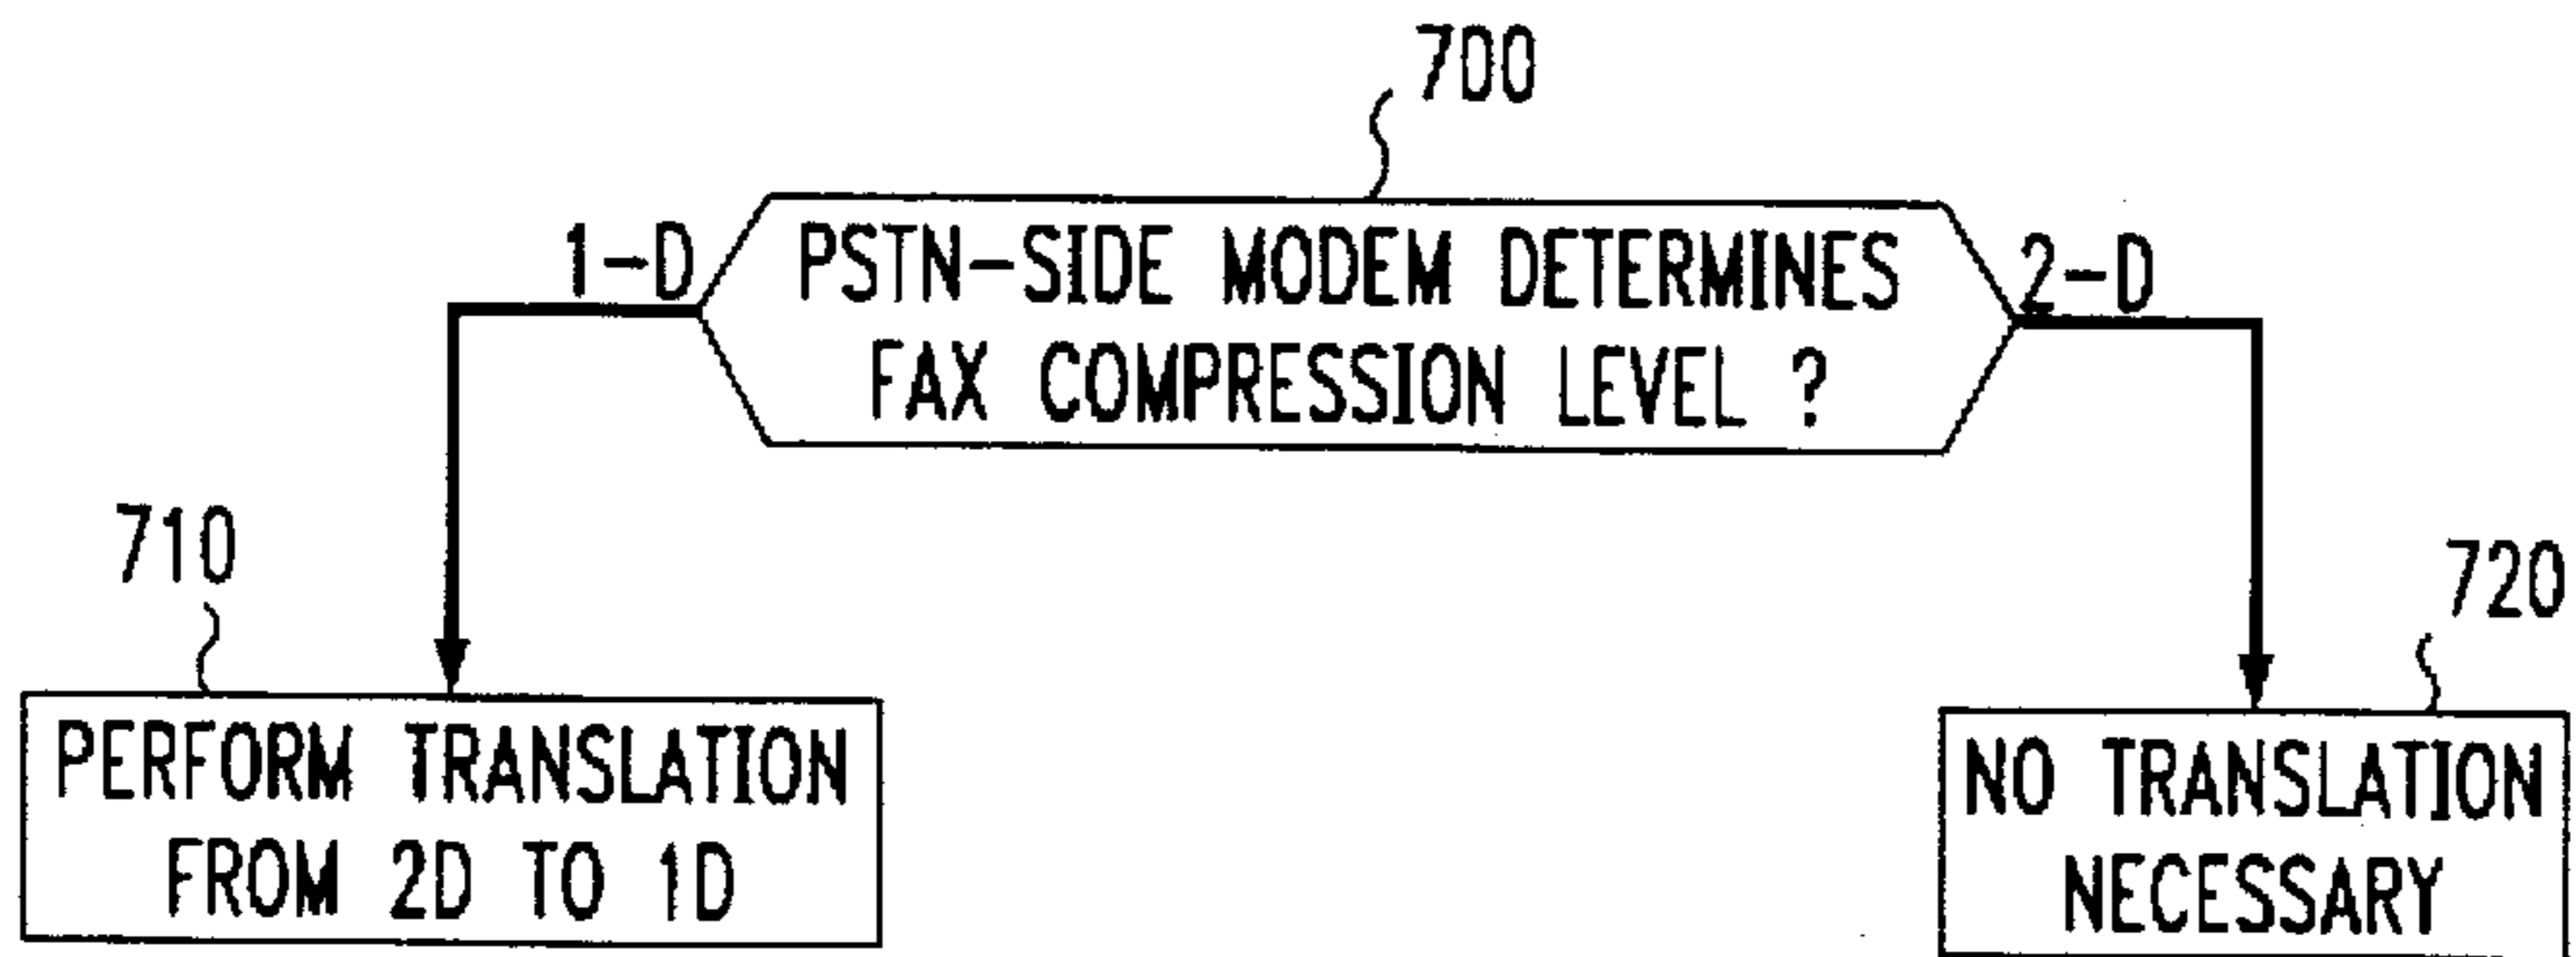 700
1-D
PSTN-SIDE MODEM DETERMINES
FAX COMPRESSION LEVEL ?
2-D
710
PERFORM TRANSLATION
FROM 2D TO 1D
720
NO TRANSLATION
NECESSARY